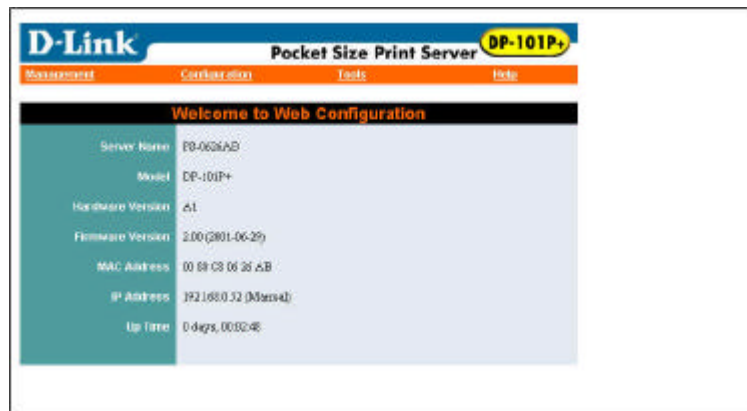 D-Link
DP-101P+
Pocket Size Print Server
Management Configuration Tools Help
Welcome to Web Configuration
Server Name PS-0626AB
Model DP-101P+
Hardware Version A1
Firmware Version 2.00 (2001-06-29)
MAC Address 00 80 C8 06 26 AB
IP Address 192.168.0.32 (Manual)
Up Time 0 days, 00:02:48